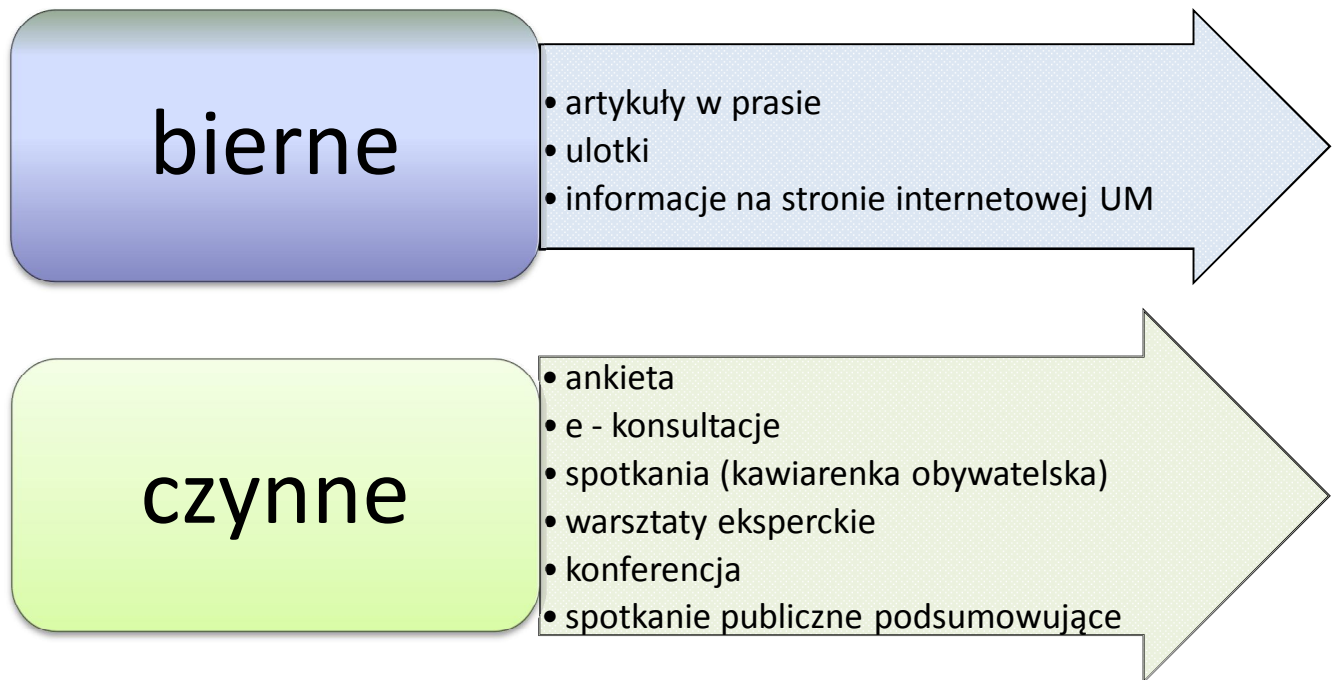 bierne
• artykuły w prasie
• ulotki
• informacje na stronie internetowej UM
czynne
• ankieta
• e - konsultacje
• spotkania (kawiarenka obywatelska)
• warsztaty eksperckie
• konferencja
• spotkanie publiczne podsumowujące